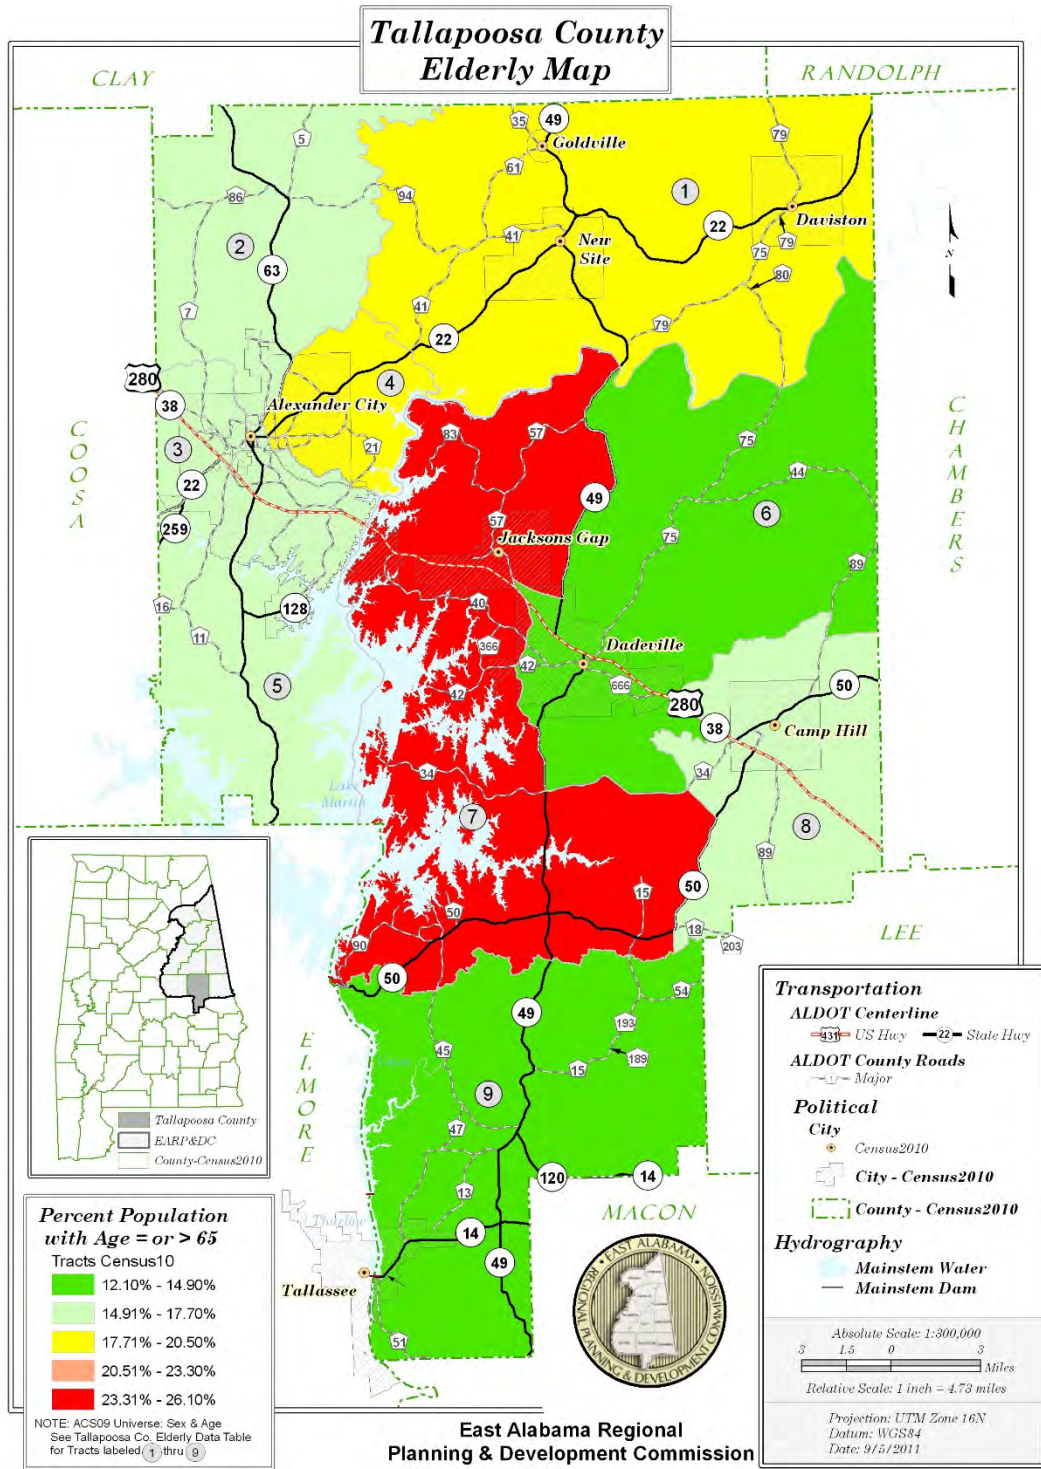 Tallapoosa County
Elderly Map
CLAY
RANDOLPH
35
49
Goldville
5
79
61
86
94
1
22
Daviston
2
41
New
Site
79
75
80
63
7
41
22
79
280
38
4
Alexander City
COOSA
CHAMBERS
3
21
83
57
75
22
49
44
259
57
6
Jacksons Gap
75
89
16
128
40
11
366
42
Dadeville
5
42
666
280
50
38
Camp Hill
34
34
Lake
Martin
7
8
89
50
15
50
90
18
203
LEE
50
54
49
193
45
189
15
ELMORE
9
47
13
120
14
MACON
14
49
Thurlow
Tallassee
51
Tallapoosa County
EARP&DC
County-Census2010
Percent Population
with Age = or > 65
Tracts Census10
12.10% - 14.90%
14.91% - 17.70%
17.71% - 20.50%
20.51% - 23.30%
23.31% - 26.10%
NOTE: ACS09 Universe: Sex & Age
See Tallapoosa Co. Elderly Data Table
for Tracts labeled 1 thru 9
EAST ALABAMA
REGIONAL PLANNING & DEVELOPMENT COMMISSION
East Alabama Regional
Planning & Development Commission
N
Transportation
ALDOT Centerline
431 US Hwy 22 State Hwy
ALDOT County Roads
Major
Political
City
Census2010
City - Census2010
County - Census2010
Hydrography
Mainstem Water
Mainstem Dam
Absolute Scale: 1:300,000
3 1.5 0 3
Miles
Relative Scale: 1 inch = 4.73 miles
Projection: UTM Zone 16N
Datum: WGS84
Date: 9/5/2011